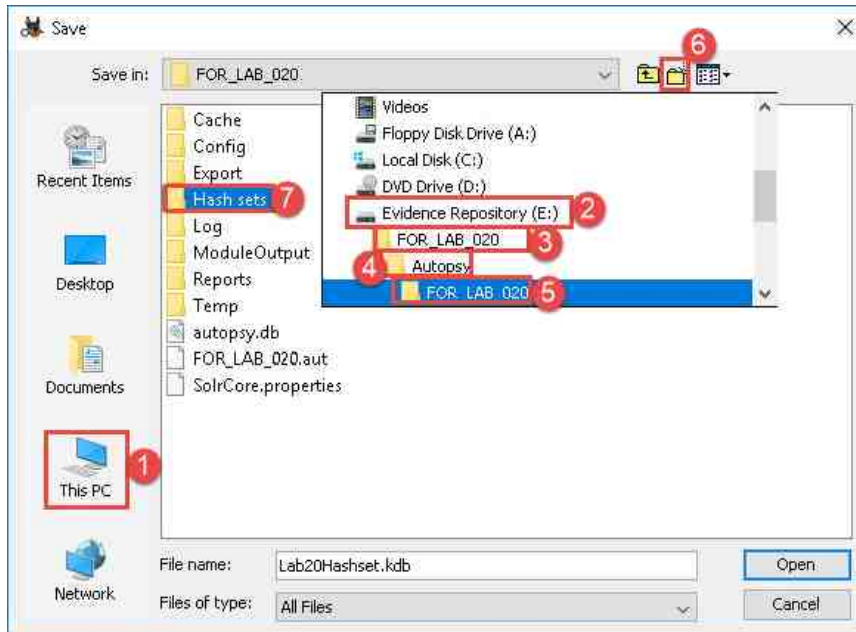 Save
6
Save in: FOR_LAB_020
Recent Items
Desktop
Documents
1
This PC
Network
Cache
Config
Export
Hash sets 7
Log
ModuleOutput
Reports
Temp
autopsy.db
FOR_LAB_020.aut
SolrCore.properties
Videos
Floppy Disk Drive (A:)
Local Disk (C:)
DVD Drive (D:)
Evidence Repository (E:) 2
FOR_LAB_020 3
4 Autopsy
FOR_LAB_020 5
File name: Lab20Hashset.kdb Open
Files of type: All Files Cancel